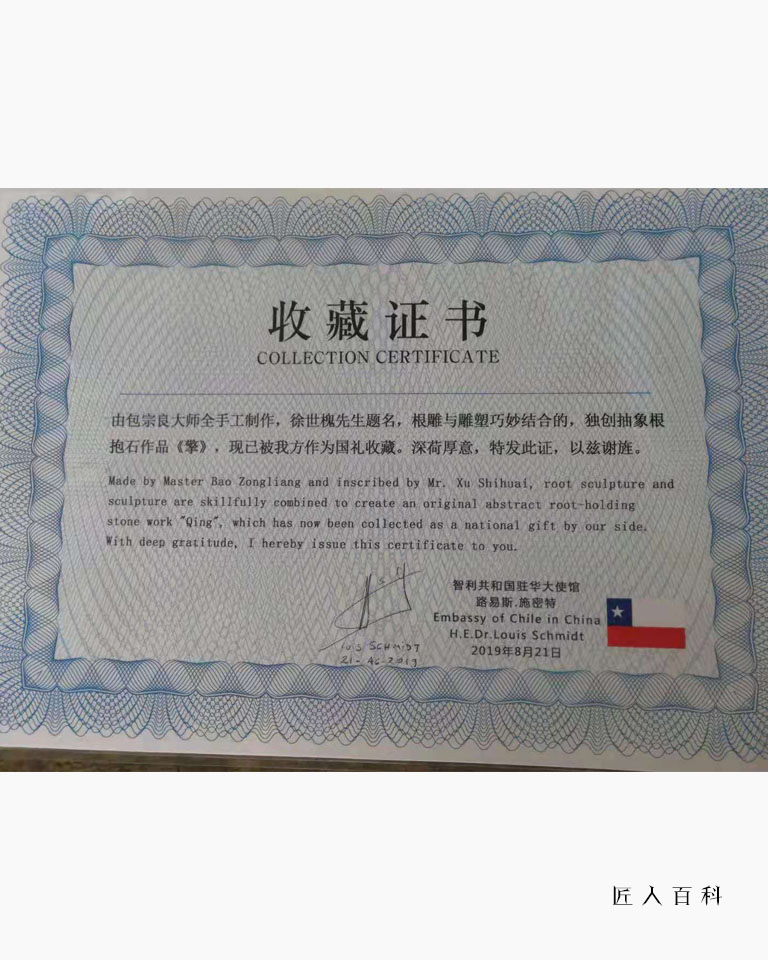 收藏证书
COLLECTION CERTIFICATE
由包宗良大师全手工制作，徐世槐先生题名，根雕与雕塑巧妙结合的，独创抽象根
抱石作品《擎》，现已被我方作为国礼收藏。深荷厚意，特发此证，以兹谢旌。
Made by Master Bao Zongliang and inscribed by Mr. Xu Shihuai, root sculpture and
sculpture are skillfully combined to create an original abstract root-holding
stone work "Qing", which has now been collected as a national gift by our side.
With deep gratitude, I hereby issue this certificate to you.
智利共和国驻华大使馆
路易斯.施密特
Embassy of Chile in China
H.E.Dr.Louis Schmidt
2019年8月21日
SCHMIDT
匠人百科